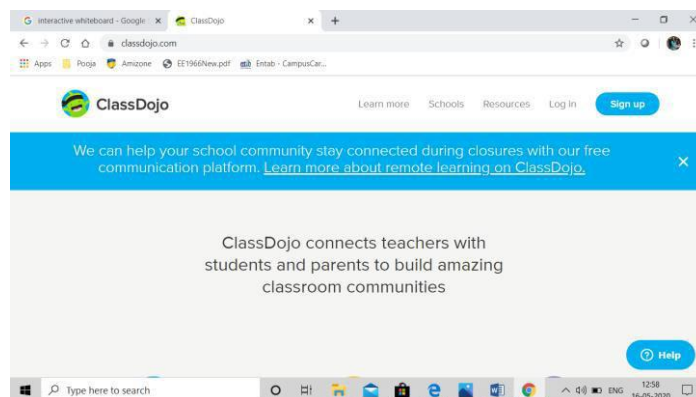 interactive whiteboard - Google
ClassDojo
classdojo.com
Apps Pooja Amizone EE1966New.pdf Entab - CampusCar...
ClassDojo
Learn more Schools Resources Log In Sign up
We can help your school community stay connected during closures with our free
communication platform. Learn more about remote learning on ClassDojo.
ClassDojo connects teachers with
students and parents to build amazing
classroom communities
Help
Type here to search
ENG
12:58
16-05-2020